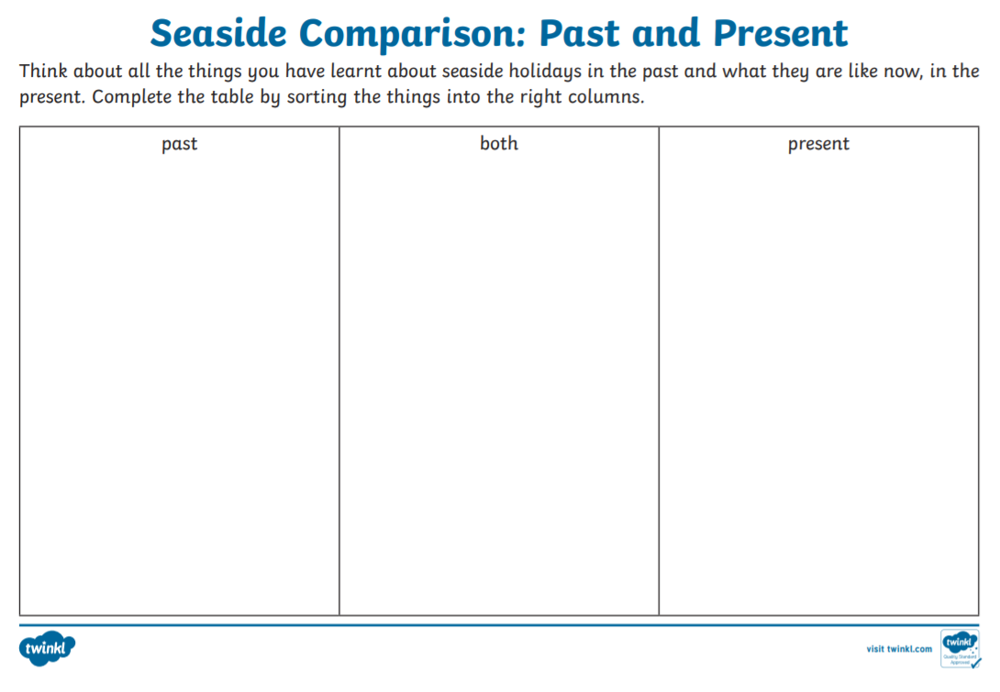 Seaside Comparison: Past and Present
Think about all the things you have learnt about seaside holidays in the past and what they are like now, in the
present. Complete the table by sorting the things into the right columns.
past
both
present
twinkl
visit twinkl.com
twinkl
Quality Standard
Approved